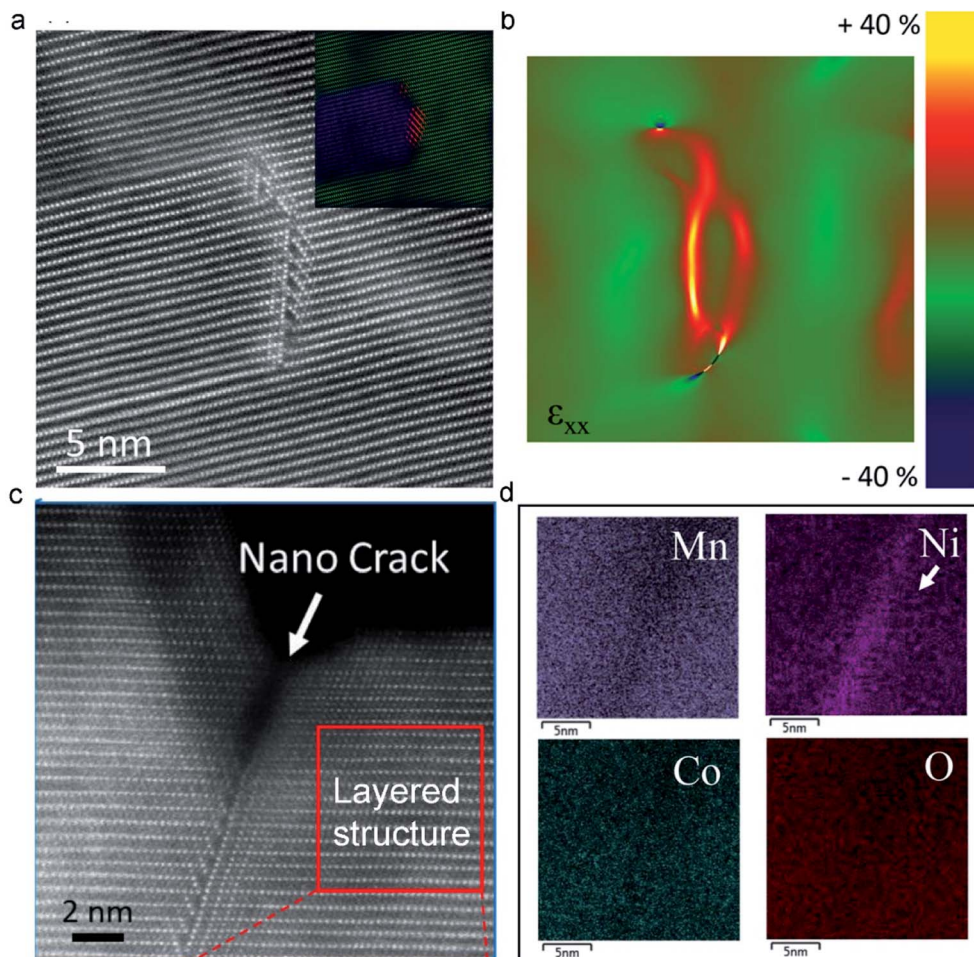 a
b
+ 40 %
5 nm
εxx
- 40 %
c
d
Nano Crack
Layered
structure
2 nm
Mn
Ni
5nm
5nm
Co
O
5nm
5nm